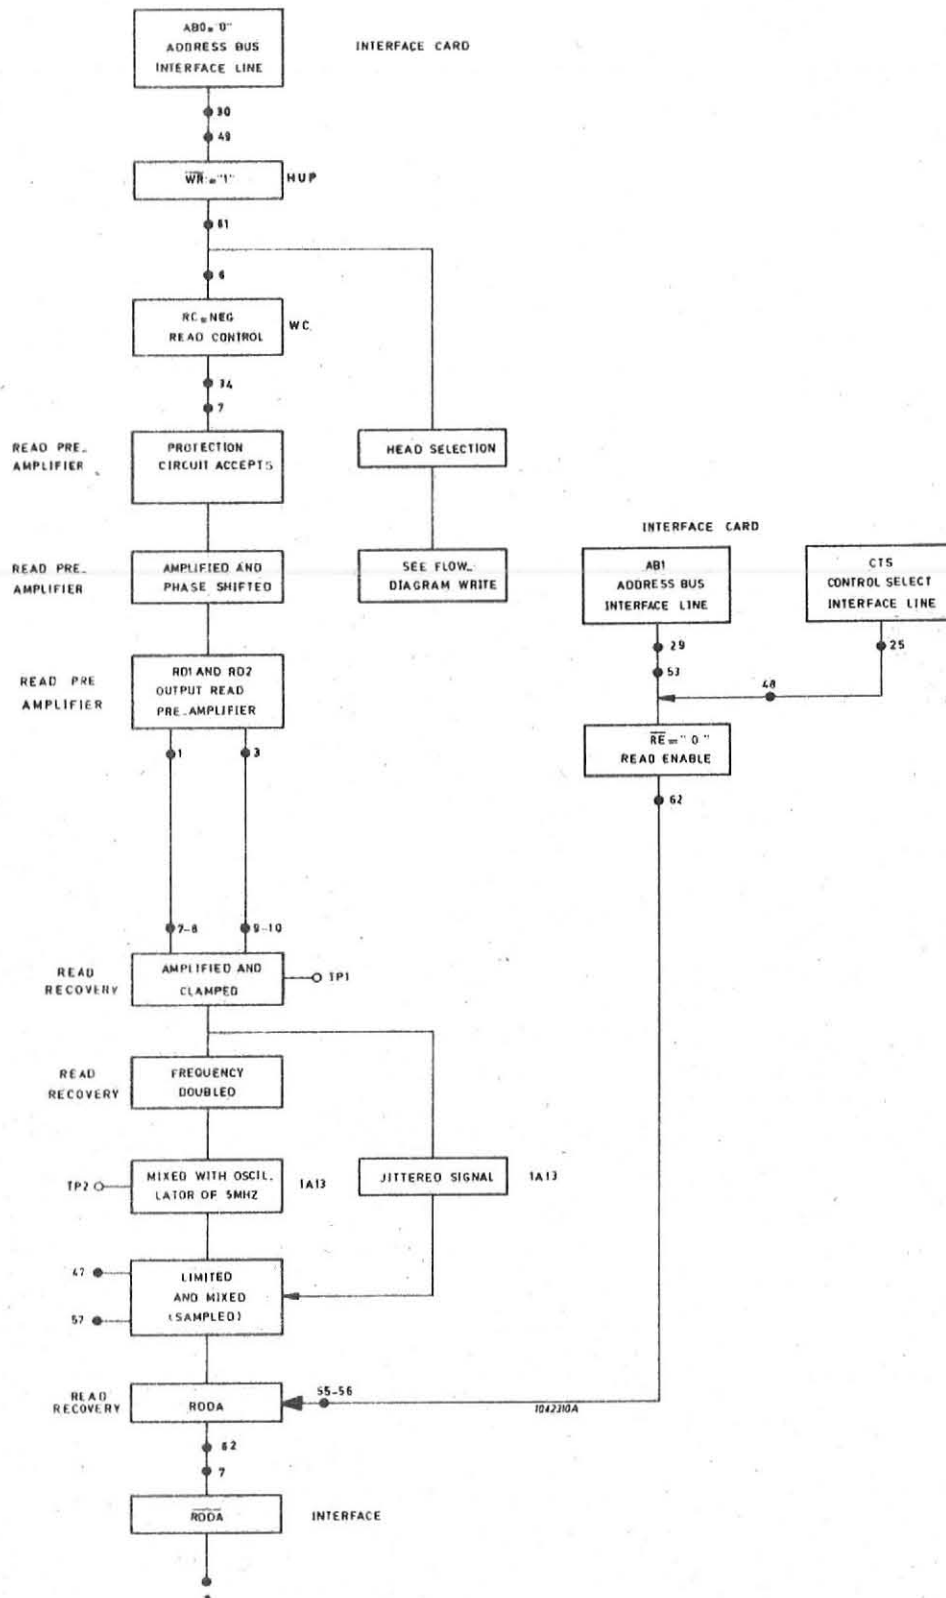 AB0="0"
ADDRESS BUS
INTERFACE LINE
INTERFACE CARD
30
49
WR="1"
HUP
61
6
RC=NEG
READ CONTROL
WC
34
7
READ PRE-
AMPLIFIER
PROTECTION
CIRCUIT ACCEPTS
HEAD SELECTION
INTERFACE CARD
READ PRE-
AMPLIFIER
AMPLIFIED AND
PHASE SHIFTED
SEE FLOW-
DIAGRAM WRITE
AB1
ADDRESS BUS
INTERFACE LINE
CTS
CONTROL SELECT
INTERFACE LINE
29
53
25
48
READ PRE
AMPLIFIER
RD1 AND RD2
OUTPUT READ
PRE-AMPLIFIER
RE="0"
READ ENABLE
1
3
62
7-8
9-10
READ
RECOVERY
AMPLIFIED AND
CLAMPED
TP1
READ
RECOVERY
FREQUENCY
DOUBLED
TP2
MIXED WITH OSCIL.
LATOR OF 5MHZ
1A13
JITTERED SIGNAL
1A13
47
57
LIMITED
AND MIXED
(SAMPLED)
READ
RECOVERY
RODA
55-56
1042310A
62
7
RODA
INTERFACE